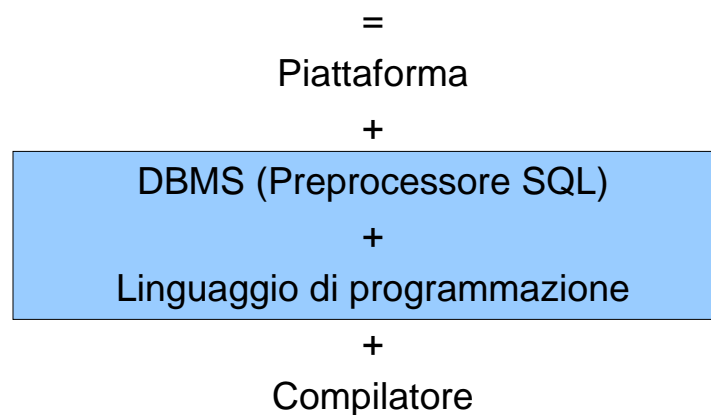 =
Piattaforma
+
DBMS (Preprocessore SQL)
+
Linguaggio di programmazione
+
Compilatore